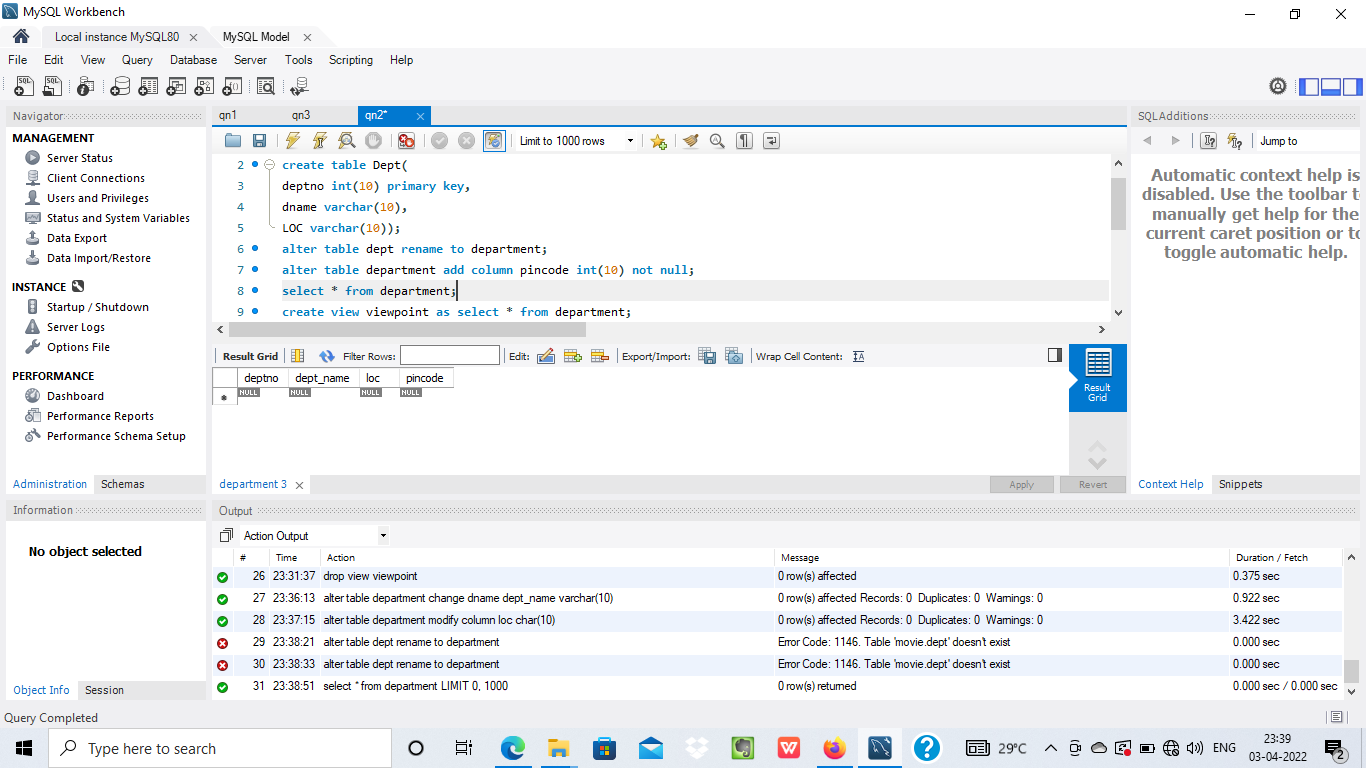 MySQL Workbench
Local instance MySQL80
MySQL Model
File Edit View Query Database Server Tools Scripting Help
Navigator
MANAGEMENT
Server Status
Client Connections
Users and Privileges
Status and System Variables
Data Export
Data Import/Restore
INSTANCE
Startup / Shutdown
Server Logs
Options File
PERFORMANCE
Dashboard
Performance Reports
Performance Schema Setup
Administration Schemas
Information
No object selected
Object Info Session
qn1 qn3 qn2*
Limit to 1000 rows
2 create table Dept(
3 deptno int(10) primary key,
4 dname varchar(10),
5 LOC varchar(10));
6 alter table dept rename to department;
7 alter table department add column pincode int(10) not null;
8 select * from department;
9 create view viewpoint as select * from department;
Result Grid Filter Rows: Edit: Export/Import: Wrap Cell Content:
deptno dept_name loc pincode
NULL NULL NULL NULL
Result
Grid
department 3
Apply Revert
SQLAdditions
Jump to
Automatic context help is
disabled. Use the toolbar t
manually get help for the
current caret position or to
toggle automatic help.
Context Help Snippets
Output
Action Output
# Time Action Message Duration / Fetch
26 23:31:37 drop view viewpoint 0 row(s) affected 0.375 sec
27 23:36:13 alter table department change dname dept_name varchar(10) 0 row(s) affected Records: 0 Duplicates: 0 Warnings: 0 0.922 sec
28 23:37:15 alter table department modify column loc char(10) 0 row(s) affected Records: 0 Duplicates: 0 Warnings: 0 3.422 sec
29 23:38:21 alter table dept rename to department Error Code: 1146. Table 'movie.dept' doesn't exist 0.000 sec
30 23:38:33 alter table dept rename to department Error Code: 1146. Table 'movie.dept' doesn't exist 0.000 sec
31 23:38:51 select * from department LIMIT 0, 1000 0 row(s) returned 0.000 sec / 0.000 sec
Query Completed
Type here to search
29°C
ENG
23:39
03-04-2022
2